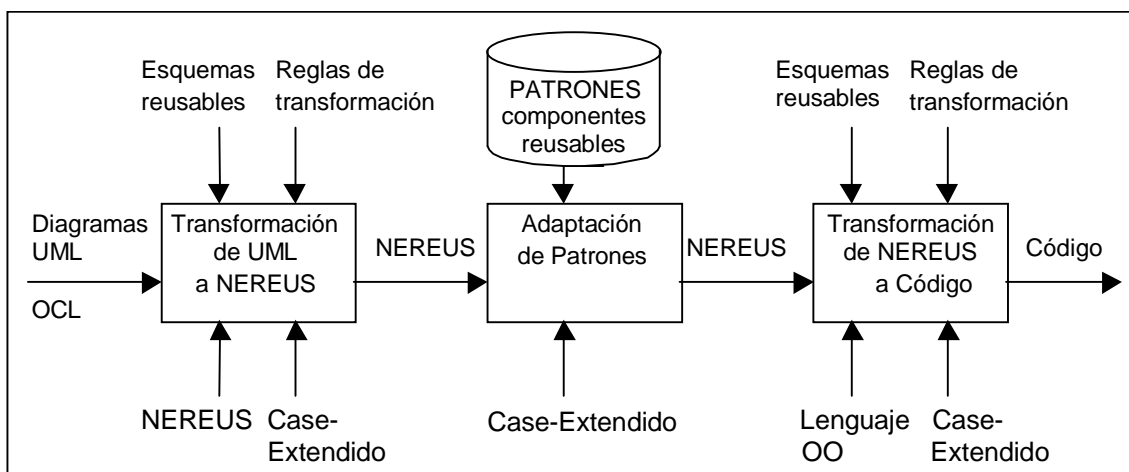 Esquemas
reusables
Reglas de
transformación
PATRONES
componentes
reusables
Esquemas
reusables
Reglas de
transformación
Diagramas
UML
OCL
Transformación
de UML
a NEREUS
NEREUS
Adaptación
de Patrones
NEREUS
Transformación
de NEREUS
a Código
Código
NEREUS
Case-
Extendido
Case-Extendido
Lenguaje
OO
Case-
Extendido